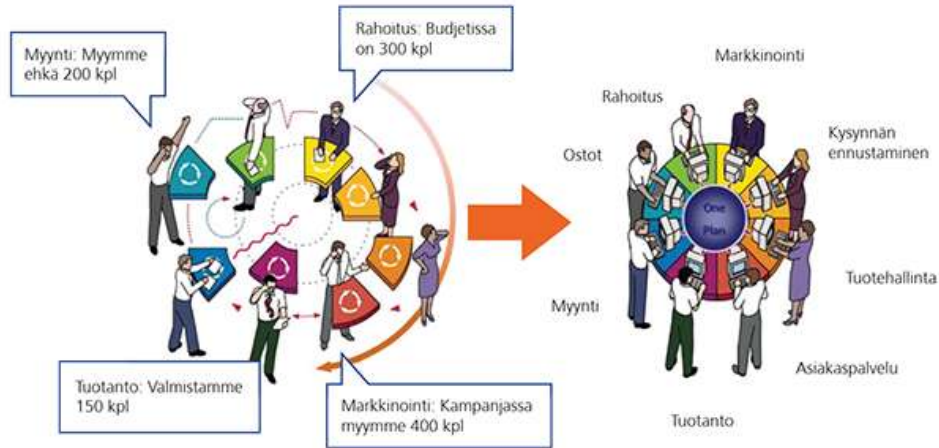 Myynti: Myymme
ehkä 200 kpl
Rahoitus: Budjetissa
on 300 kpl
Tuotanto: Valmistamme
150 kpl
Markkinointi: Kampanjassa
myymme 400 kpl
Markkinointi
Rahoitus
Kysynnän
ennustaminen
Ostot
One
Plan
Tuotehallinta
Myynti
Asiakaspalvelu
Tuotanto